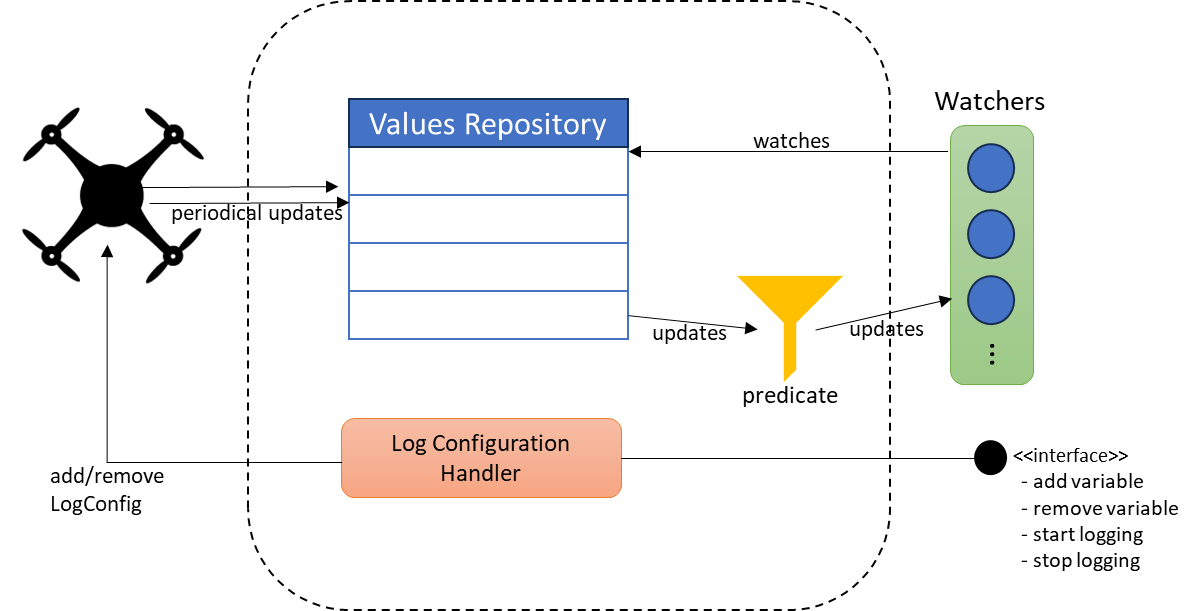 Watchers
Values Repository
watches
periodical updates
updates
updates
predicate
Log Configuration
Handler
add/remove
LogConfig
<<interface>>
- add variable
- remove variable
- start logging
- stop logging